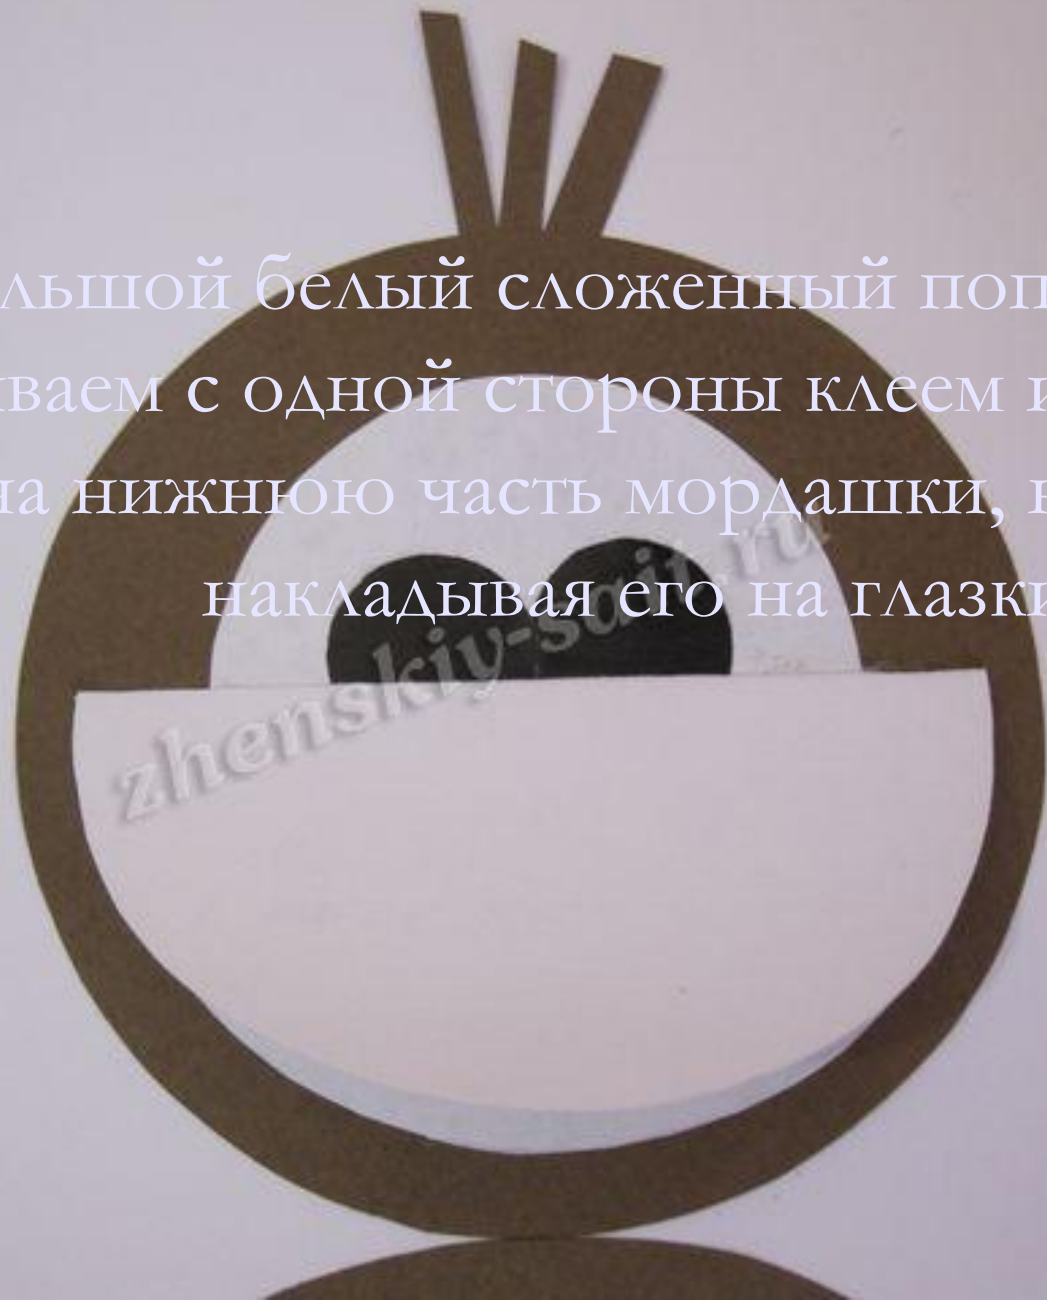 льшой белый сложенный поп
ваем с одной стороны клеем и
на нижнюю часть мордашки, н
накладывая его на глазки
zhenskiy-sait.ru